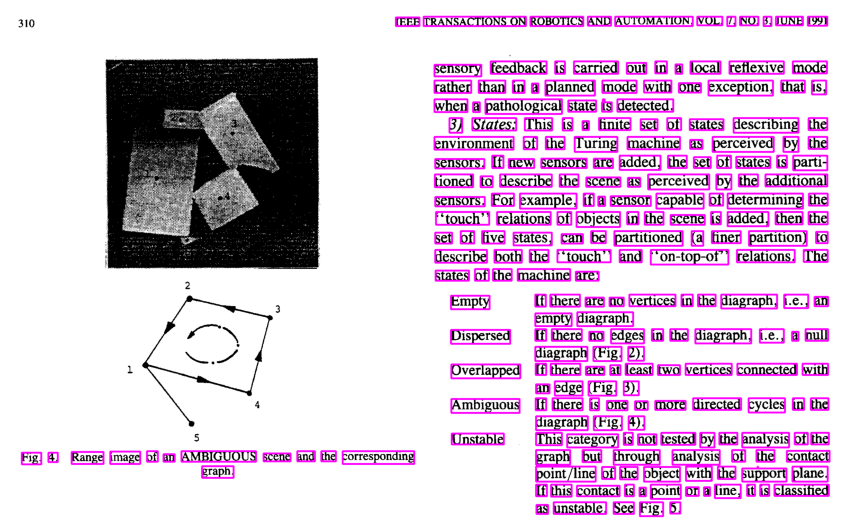 310
IEEE TRANSACTIONS ON ROBOTICS AND AUTOMATION, VOL. 7, NO. 3, JUNE 1991
3
4
2
3
1
4
5
Fig. 4. Range image of an AMBIGUOUS scene and the corresponding
graph.
sensory feedback is carried out in a local reflexive mode
rather than in a planned mode with one exception, that is,
when a pathological state is detected.
3) States: This is a finite set of states describing the
environment of the Turing machine as perceived by the
sensors. If new sensors are added, the set of states is parti-
tioned to describe the scene as perceived by the additional
sensors. For example, if a sensor capable of determining the
"touch" relations of objects in the scene is added, then the
set of five states, can be partitioned (a finer partition) to
describe both the "touch" and "on-top-of" relations. The
states of the machine are:
Empty If there are no vertices in the diagraph, i.e., an
empty diagraph.
Dispersed If there no edges in the diagraph, i.e., a null
diagraph (Fig. 2).
Overlapped If there are at least two vertices connected with
an edge (Fig. 3).
Ambiguous If there is one or more directed cycles in the
diagraph (Fig. 4).
Unstable This category is not tested by the analysis of the
graph but through analysis of the contact
point/line of the object with the support plane.
If this contact is a point or a line, it is classified
as unstable. See Fig. 5.